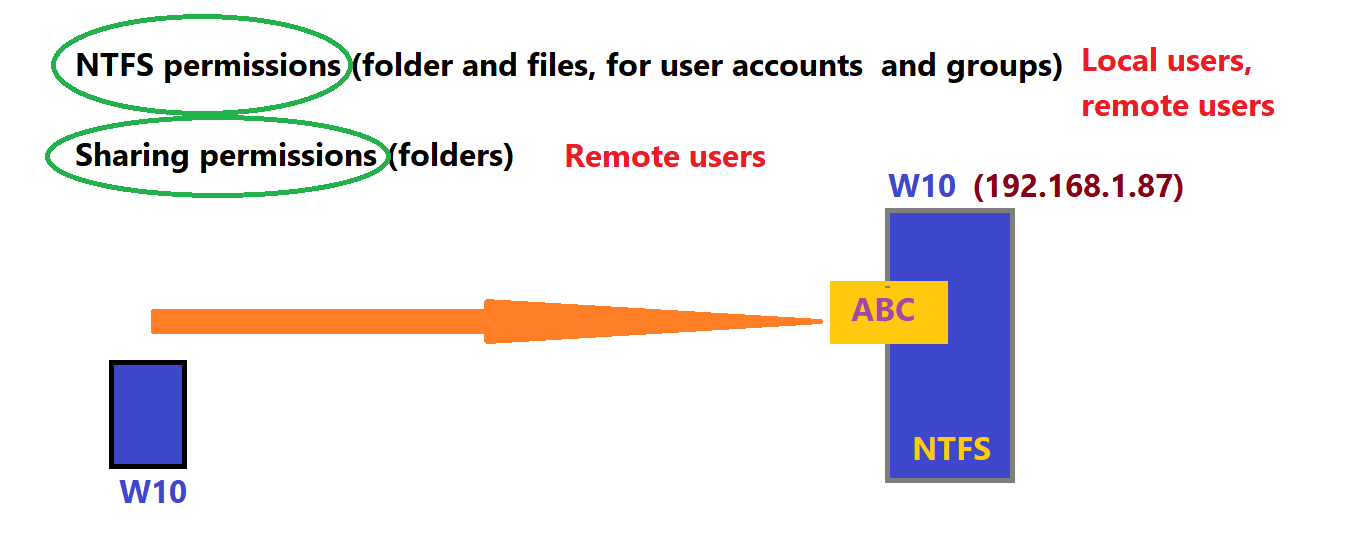 NTFS permissions (folder and files, for user accounts and groups) Local users,
remote users
Sharing permissions (folders) Remote users
W10 (192.168.1.87)
ABC
NTFS
W10